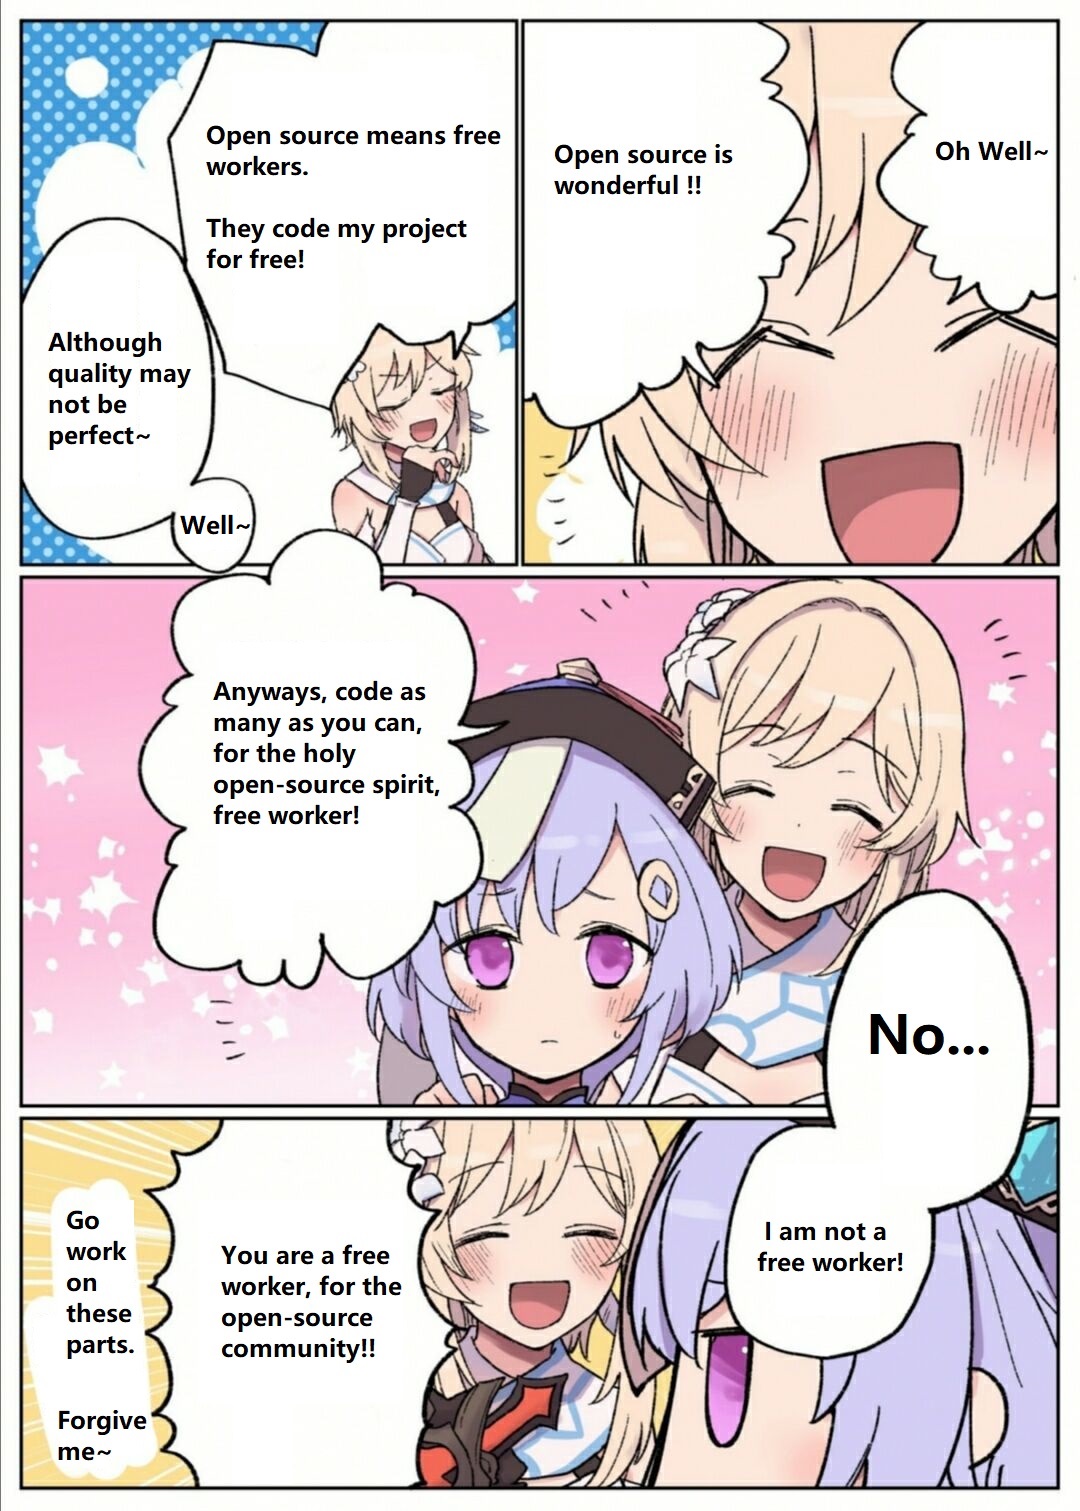 Oh Well~
Open source is
wonderful !!
Open source means free
workers.
They code my project
for free!
Although
quality may
not be
perfect~
Well~
Anyways, code as
many as you can,
for the holy
open-source spirit,
free worker!
No...
I am not a
free worker!
You are a free
worker, for the
open-source
community!!
Go
work
on
these
parts.
Forgive
me~